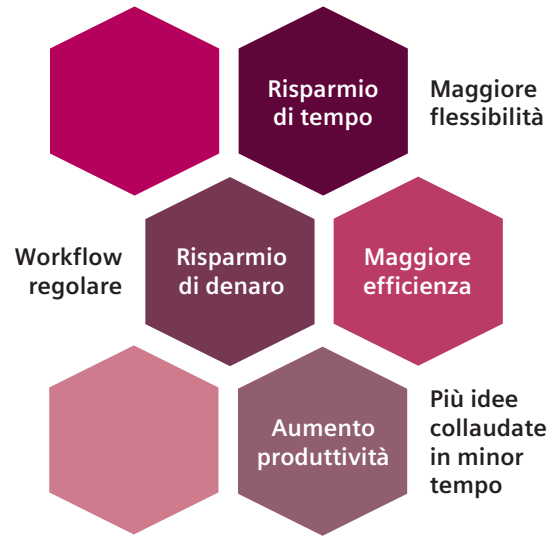 Risparmio
di tempo
Maggiore
flessibilità
Workflow
regolare
Risparmio
di denaro
Maggiore
efficienza
Aumento
produttività
Più idee
collaudate
in minor
tempo